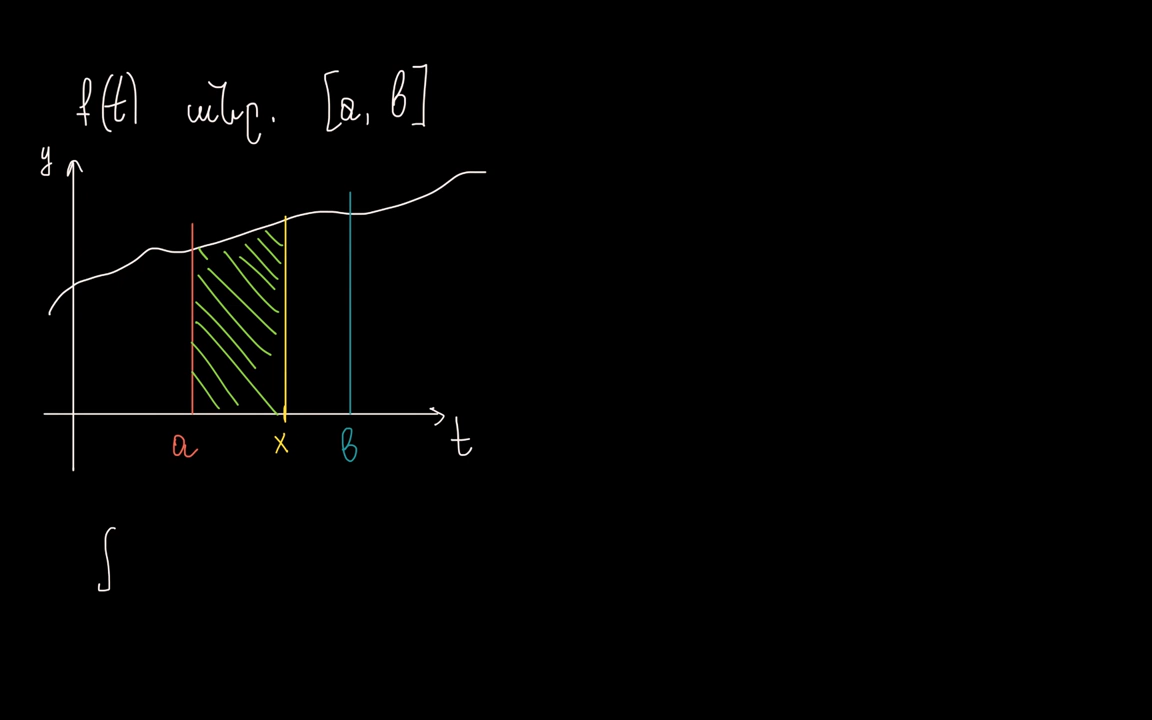 f(t) [a, b]
y
a x b t
∫